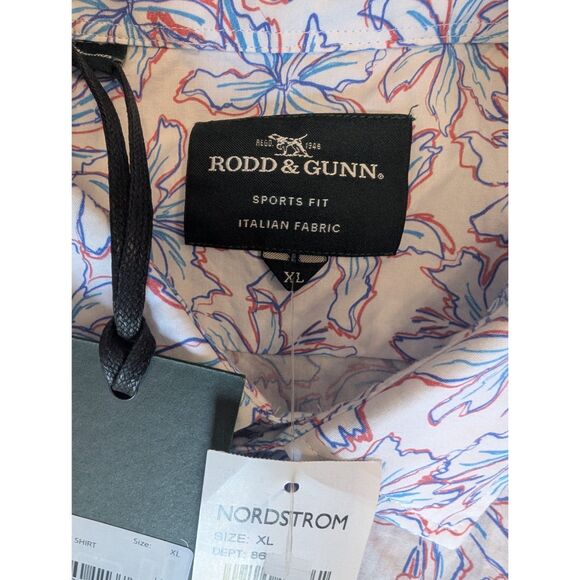 REGD. 1946
RODD & GUNN®
SPORTS FIT
ITALIAN FABRIC
XL
NORDSTROM
SIZE: XL
DEPT: 86
SHIRT Size: XL